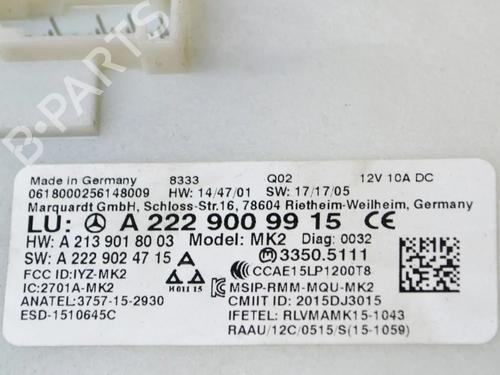 B-PARTS
Made in Germany 8333 Q02 12V 10A DC
0618000256148009 HW: 14/47/01 SW: 17/17/05
Marquardt GmbH, Schloss-Str.16, 78604 Rietheim-Weilheim, Germany
LU: A 222 900 99 15 CE
HW: A 213 901 80 03 Model: MK2 Diag: 0032
SW: A 222 902 47 15 A 3350.5111
FCC ID:IYZ-MK2 CCAE15LP1200T8
IC:2701A-MK2 H011 15 MSIP-RMM-MQU-MK2
ANATEL:3757-15-2930 CMIIT ID: 2015DJ3015
ESD-1510645C IFETEL: RLVMAMK15-1043
RAAU/12C/0515/S(15-1059)